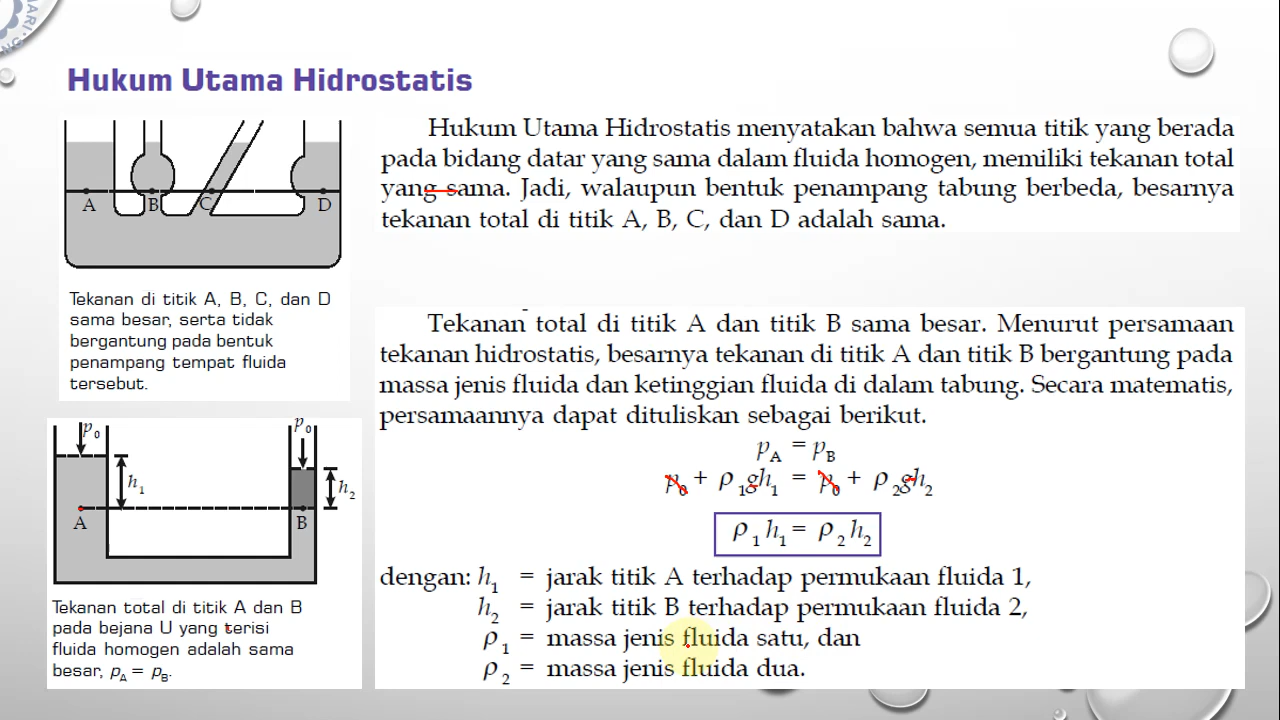 ARI
NG
Hukum Utama Hidrostatis
A B C D
Tekanan di titik A, B, C, dan D
sama besar, serta tidak
bergantung pada bentuk
penampang tempat fluida
tersebut.
p₀ p₀
h₁ h₂
A B
Tekanan total di titik A dan B
pada bejana U yang terisi
fluida homogen adalah sama
besar, pA = pB.
Hukum Utama Hidrostatis menyatakan bahwa semua titik yang berada
pada bidang datar yang sama dalam fluida homogen, memiliki tekanan total
yang sama. Jadi, walaupun bentuk penampang tabung berbeda, besarnya
tekanan total di titik A, B, C, dan D adalah sama.
Tekanan total di titik A dan titik B sama besar. Menurut persamaan
tekanan hidrostatis, besarnya tekanan di titik A dan titik B bergantung pada
massa jenis fluida dan ketinggian fluida di dalam tabung. Secara matematis,
persamaannya dapat dituliskan sebagai berikut.
pA = pB
p₀ + ρ₁gh₁ = p₀ + ρ₂gh₂
ρ₁ h₁ = ρ₂ h₂
dengan: h₁ = jarak titik A terhadap permukaan fluida 1,
h₂ = jarak titik B terhadap permukaan fluida 2,
ρ₁ = massa jenis fluida satu, dan
ρ₂ = massa jenis fluida dua.